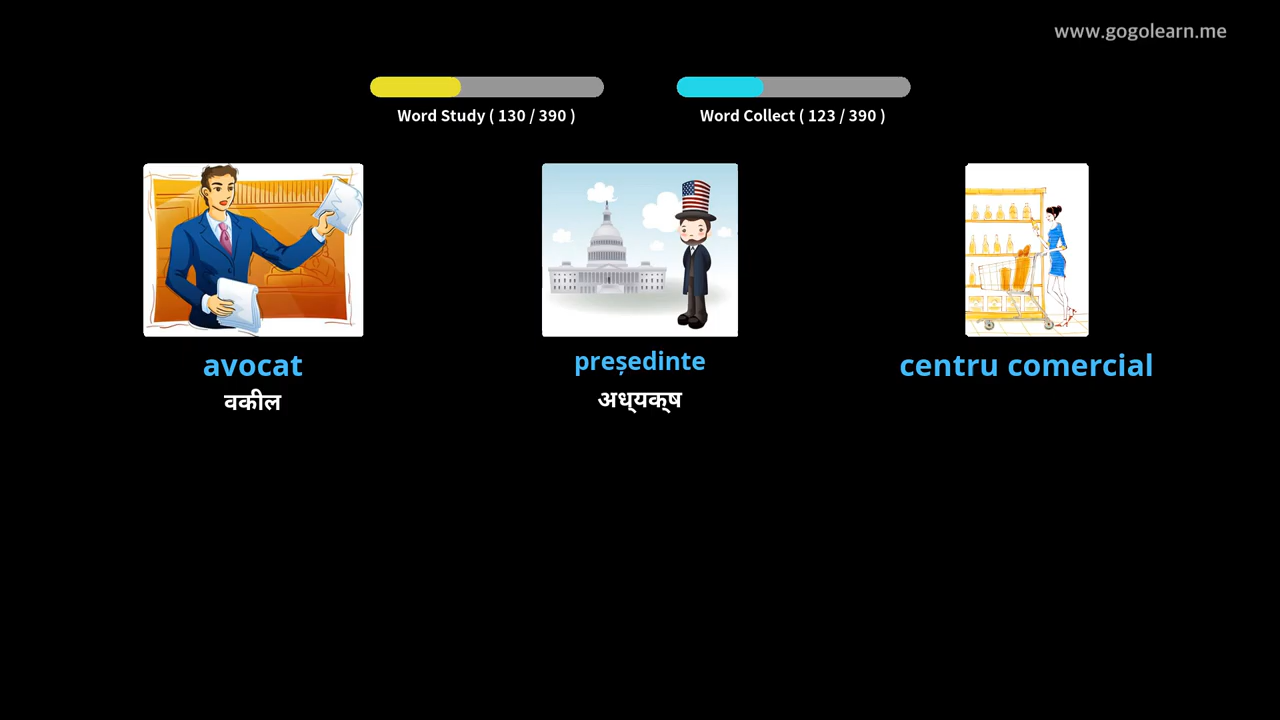 www.gogolearn.me
Word Study ( 130 / 390 )
Word Collect ( 123 / 390 )
avocat
वकील
președinte
अध्यक्ष
centru comercial